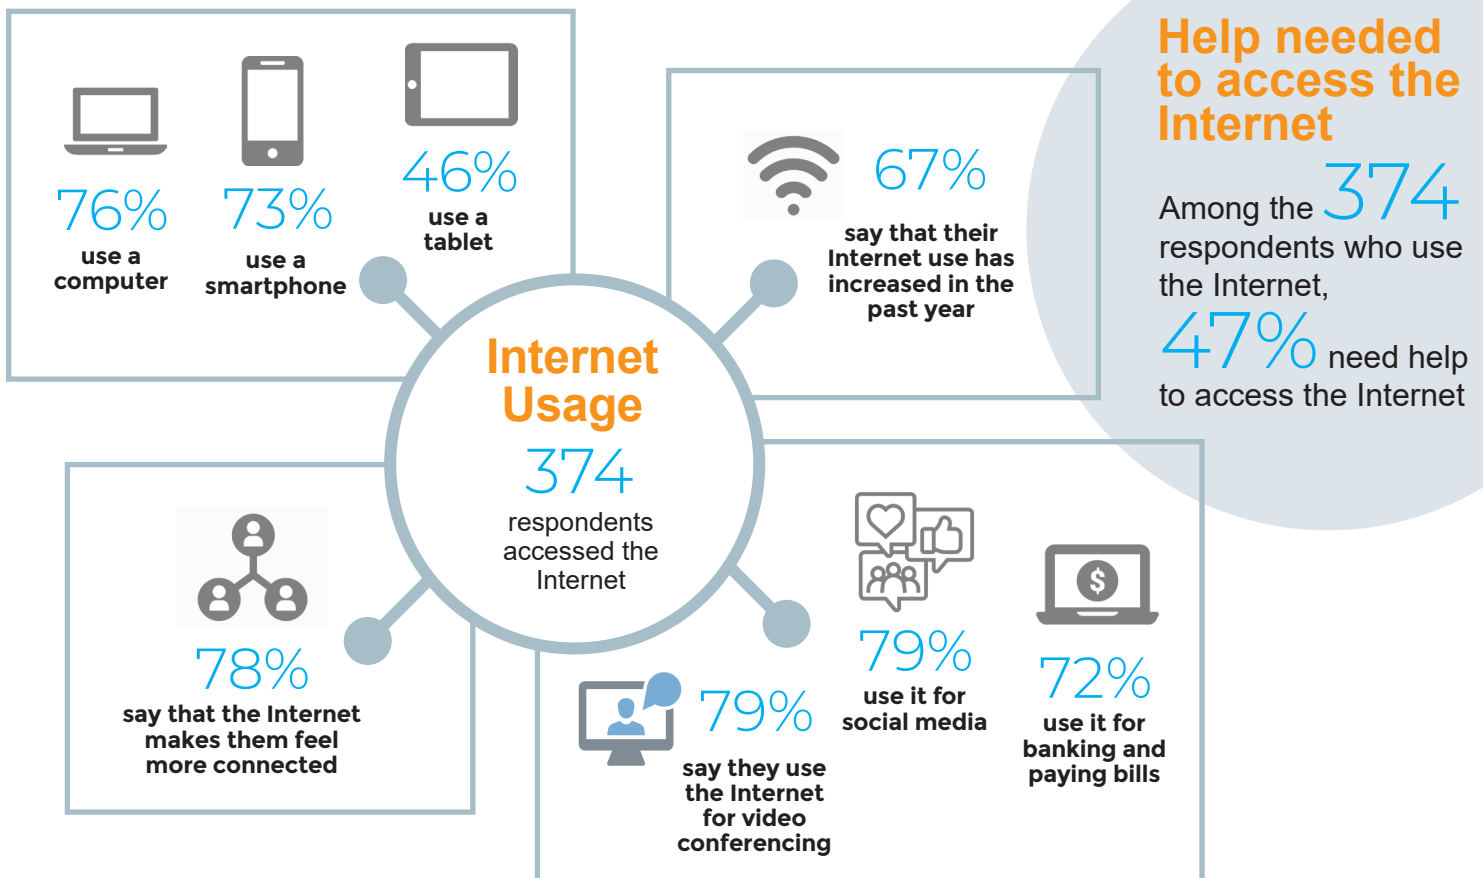 76%
use a
computer
73%
use a
smartphone
46%
use a
tablet
67%
say that their
Internet use has
increased in the
past year
Help needed
to access the
Internet
Among the 374
respondents who use
the Internet,
47% need help
to access the Internet
Internet
Usage
374
respondents
accessed the
Internet
78%
say that the Internet
makes them feel
more connected
79%
say they use
the Internet
for video
conferencing
79%
use it for
social media
$
72%
use it for
banking and
paying bills